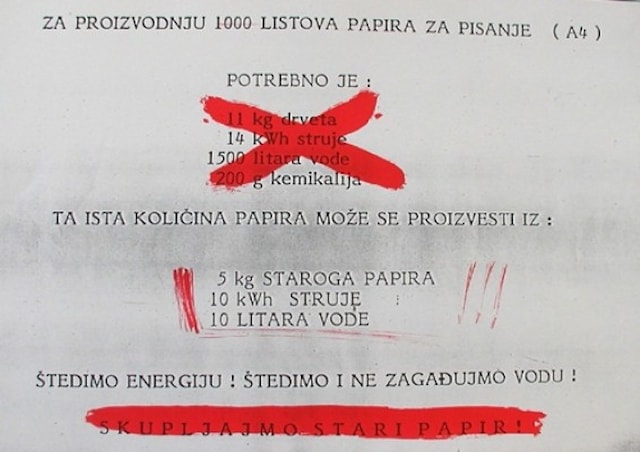 ZA PROIZVODNJU 1000 LISTOVA PAPIRA ZA PISANJE ( A4 )
POTREBNO JE :
11 kg drveta
14 kWh struje
1500 litara vode
200 g kemikalija
TA ISTA KOLIČINA PAPIRA MOŽE SE PROIZVESTI IZ :
5 kg STAROGA PAPIRA
10 kWh STRUJE :
10 LITARA VODE
ŠTEDIMO ENERGIJU ! ŠTEDIMO I NE ZAGAĐUJMO VODU !
SKUPLJAJMO STARI PAPIR !